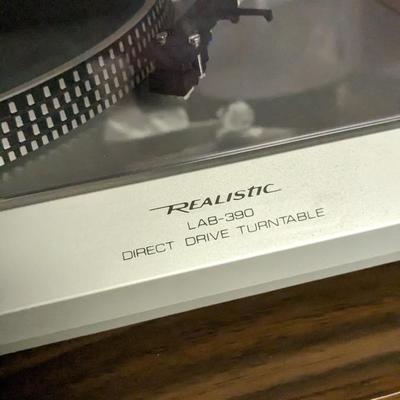 REALISTIC
LAB-390
DIRECT DRIVE TURNTABLE